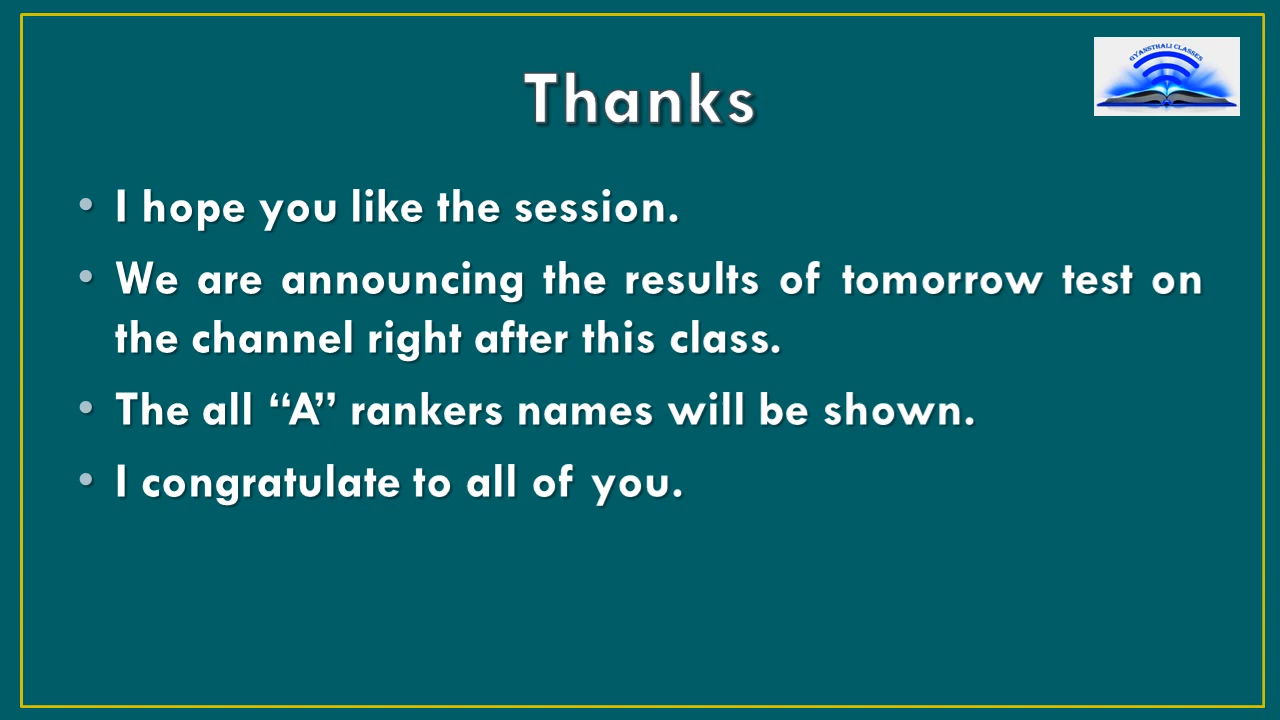 GYANSTHALI CLASSES
Thanks
• I hope you like the session.
• We are announcing the results of tomorrow test on
the channel right after this class.
• The all “A” rankers names will be shown.
• I congratulate to all of you.